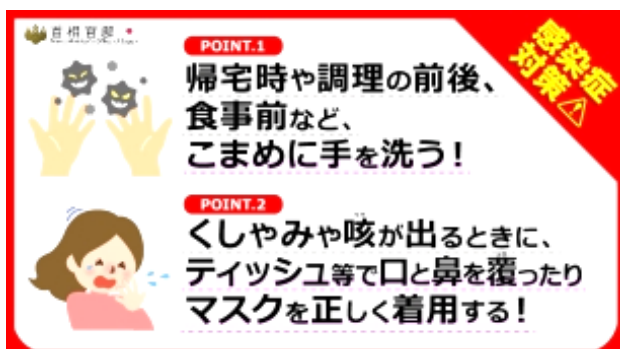 首相官邸
感染症
対策
POINT.1
帰宅時や調理の前後、
食事前など、
こまめに手を洗う!
POINT.2
くしゃみや咳が出るときに、
ティッシュ等で口と鼻を覆ったり
マスクを正しく着用する!